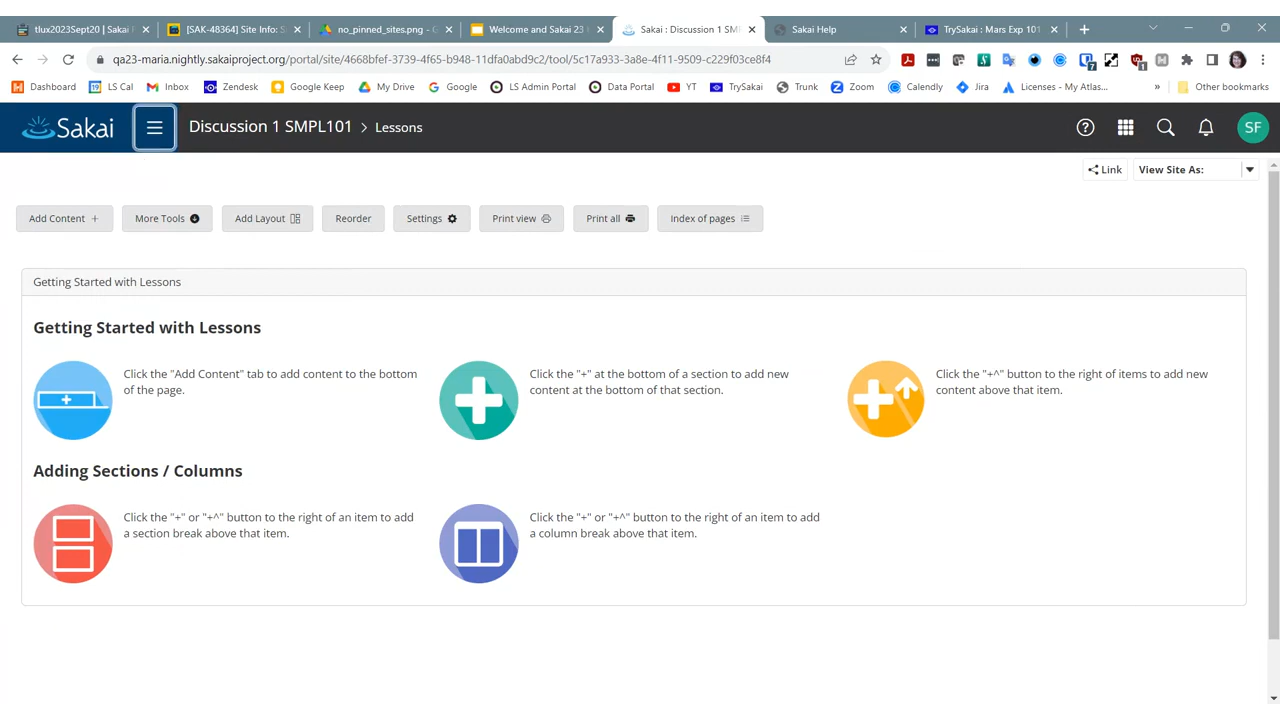 tlux2023Sept20 | Sakai
[SAK-48364] Site Info: S
no_pinned_sites.png - G
Welcome and Sakai 23
Sakai : Discussion 1 SMPL
Sakai Help
TrySakai : Mars Exp 101
qa23-maria.nightly.sakaiproject.org/portal/site/4668bfef-3739-4f65-b948-11dfa0abd9c2/tool/5c17a933-3a8e-4f11-9509-c229f03ce8f4
Dashboard
LS Cal
Inbox
Zendesk
Google Keep
My Drive
Google
LS Admin Portal
Data Portal
YT
TrySakai
Trunk
Zoom
Calendly
Jira
Licenses - My Atlas...
»
Other bookmarks
Sakai
Discussion 1 SMPL101 > Lessons
SF
Link
View Site As:
Add Content +
More Tools
Add Layout
Reorder
Settings
Print view
Print all
Index of pages
Getting Started with Lessons
Getting Started with Lessons
Click the "Add Content" tab to add content to the bottom
of the page.
Click the "+" at the bottom of a section to add new
content at the bottom of that section.
Click the "+^" button to the right of items to add new
content above that item.
Adding Sections / Columns
Click the "+" or "+^" button to the right of an item to add
a section break above that item.
Click the "+" or "+^" button to the right of an item to add
a column break above that item.